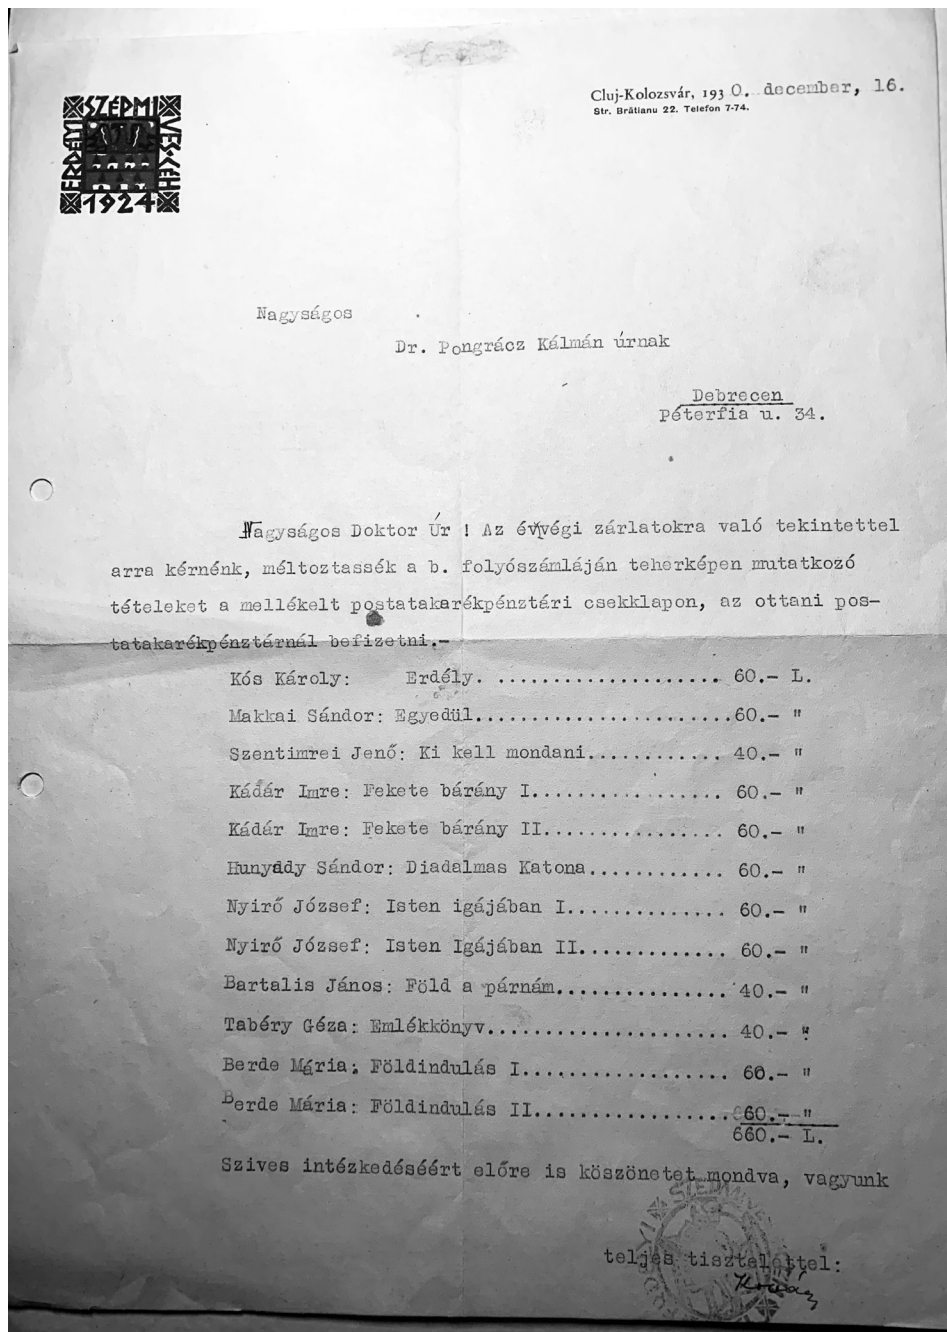 SZÉPMI
VES·CÉH
ERDÉLYI
1924
Cluj-Kolozsvár, 1930. december, 16.
Str. Brătianu 22. Telefon 7-74.
Nagyságos
Dr. Pongrácz Kálmán úrnak
Debrecen
Péterfia u. 34.
Nagyságos Doktor Úr ! Az évvégi zárlatokra való tekintettel
arra kérnénk, méltoztassék a b. folyószámláján teherképen mutatkozó
tételeket a mellékelt postatakarékpénztári csekklapon, az ottani pos-
tatakarékpénztárnál befizetni.-
Kós Károly: Erdély. .................... 60.- L.
Makkai Sándor: Egyedül.......................60.- "
Szentimrei Jenő: Ki kell mondani............ 40.- "
Kádár Imre: Fekete bárány I................. 60.- "
Kádár Imre: Fekete bárány II................ 60.- "
Hunyady Sándor: Diadalmas Katona............ 60.- "
Nyirő József: Isten igájában I.............. 60.- "
Nyirő József: Isten Igájában II............. 60.- "
Bartalis János: Föld a párnám............... 40.- "
Tabéry Géza: Emlékkönyv..................... 40.- "
Berde Mária: Földindulás I.................. 60.- "
Berde Mária: Földindulás II................. 60.- "
660.- L.
Szives intézkedéséért előre is köszönetet mondva, vagyunk
teljes tisztelettel: